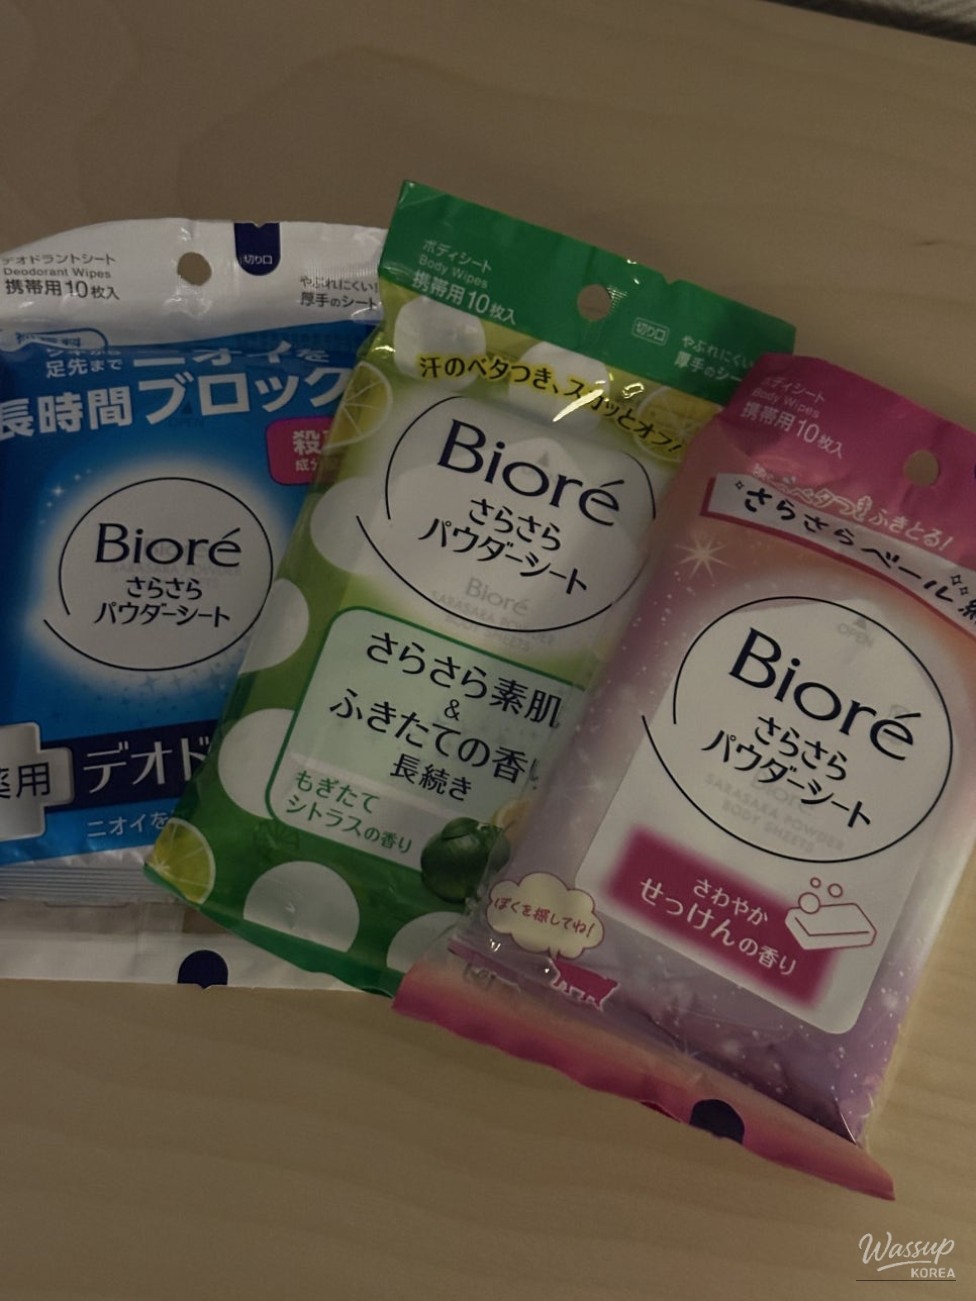 デオドラントシート
Deodorant Wipes
携帯用10枚入
切り口
やぶれにくい!
厚手のシート
足先まで
ニオイを
長時間ブロック
Bioré
さらさら
パウダーシート
薬用
デオド
ニオイを
ボディシート
Body Wipes
携帯用10枚入
切り口
やぶれにくい
厚手のシー
汗のベタつき、スカッとオフ!
Bioré
さらさら
パウダーシート
Bioré
SARASARA POWDER
BODY SHEETS
さらさら素肌
&
ふきたての香り
長続き
もぎたて
シトラスの香り
ボディシート
Body Wipes
携帯用10枚入
ふきとる!
さらさらベール
OPEN
Bioré
さらさら
パウダーシート
SARASARA POWDER
BODY SHEETS
さわやか
せっけんの香り
ぼくを探してね!
Wassup
KOREA